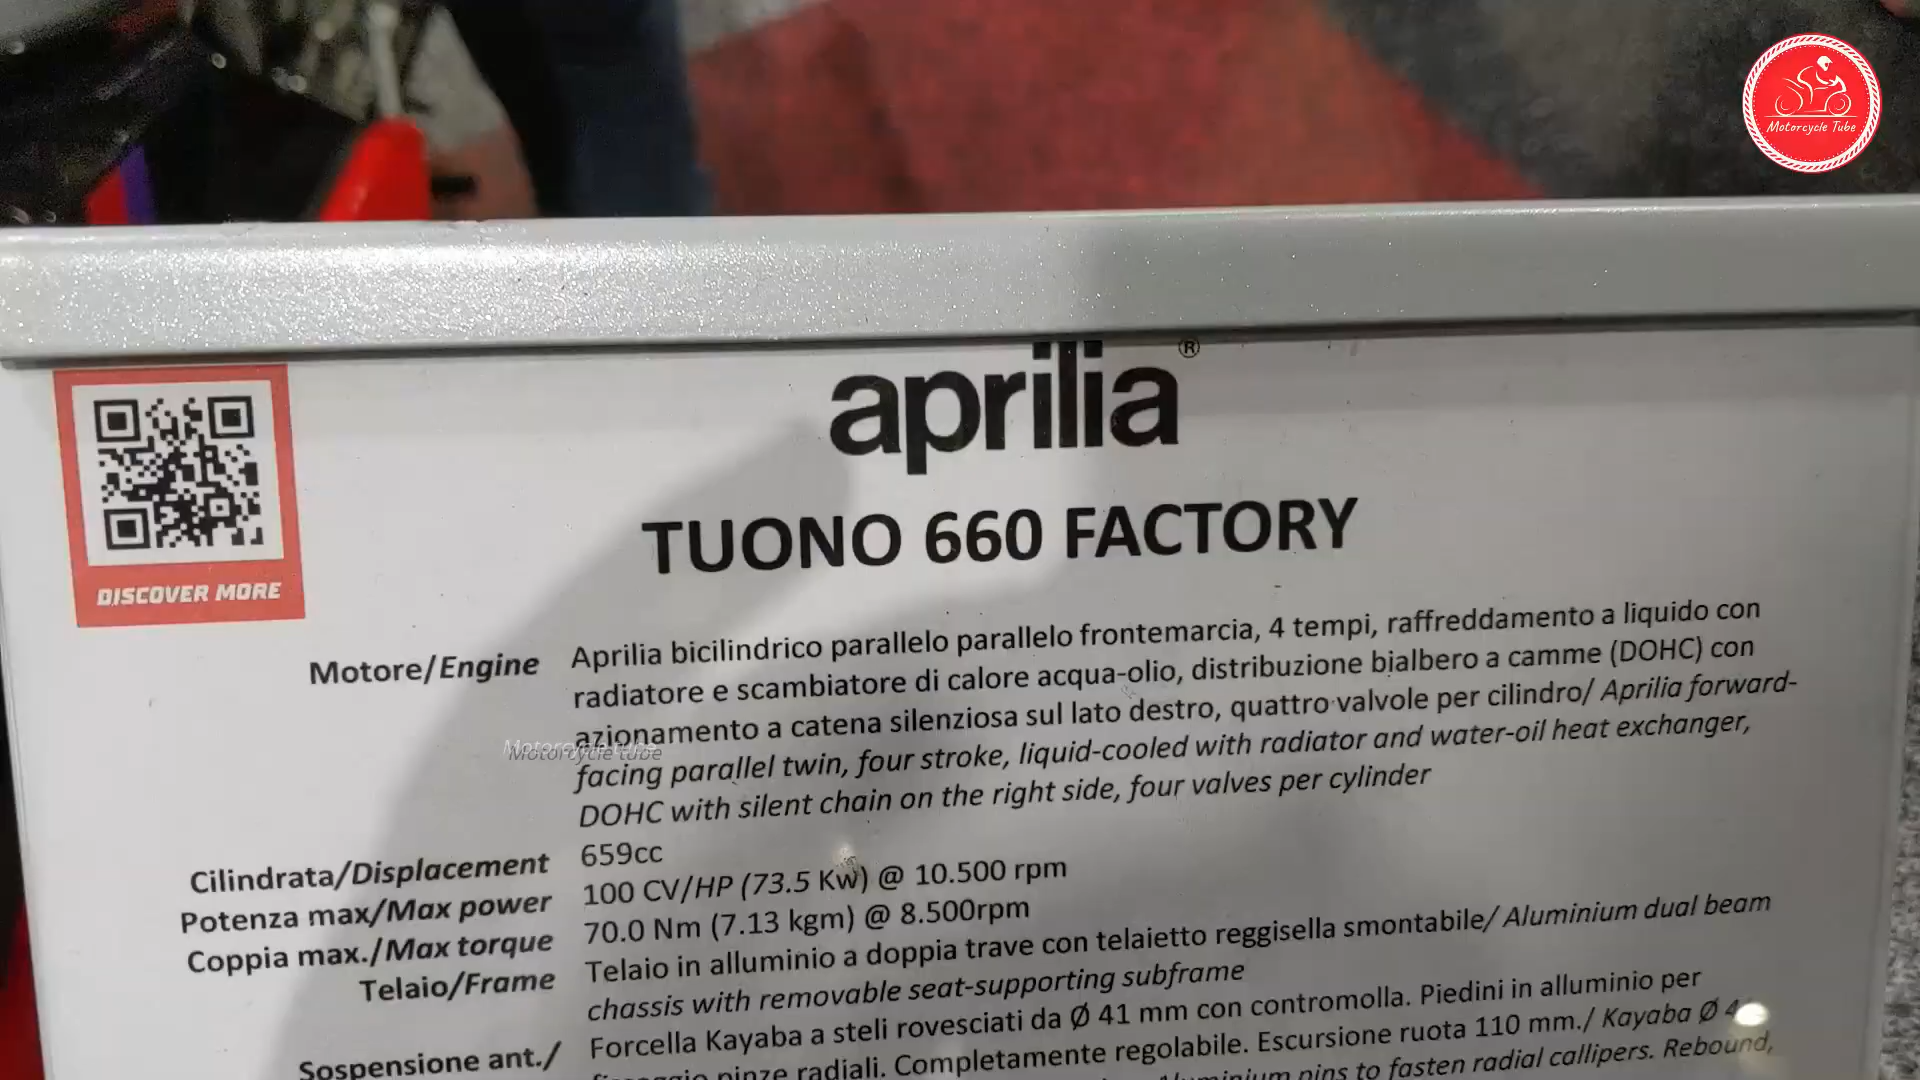 Motorcycle Tube
aprilia®
TUONO 660 FACTORY
DISCOVER MORE
Motore/Engine Aprilia bicilindrico parallelo parallelo frontemarcia, 4 tempi, raffreddamento a liquido con
radiatore e scambiatore di calore acqua-olio, distribuzione bialbero a camme (DOHC) con
azionamento a catena silenziosa sul lato destro, quattro valvole per cilindro/ Aprilia forward-
facing parallel twin, four stroke, liquid-cooled with radiator and water-oil heat exchanger,
DOHC with silent chain on the right side, four valves per cylinder
Motorcycle tube
Cilindrata/Displacement 659cc
Potenza max/Max power 100 CV/HP (73.5 Kw) @ 10.500 rpm
Coppia max./Max torque 70.0 Nm (7.13 kgm) @ 8.500rpm
Telaio/Frame Telaio in alluminio a doppia trave con telaietto reggisella smontabile/ Aluminium dual beam
chassis with removable seat-supporting subframe
Sospensione ant./ Forcella Kayaba a steli rovesciati da Ø 41 mm con contromolla. Piedini in alluminio per
pinze radiali. Completamente regolabile. Escursione ruota 110 mm./ Kayaba Ø
pins to fasten radial callipers. Rebound,